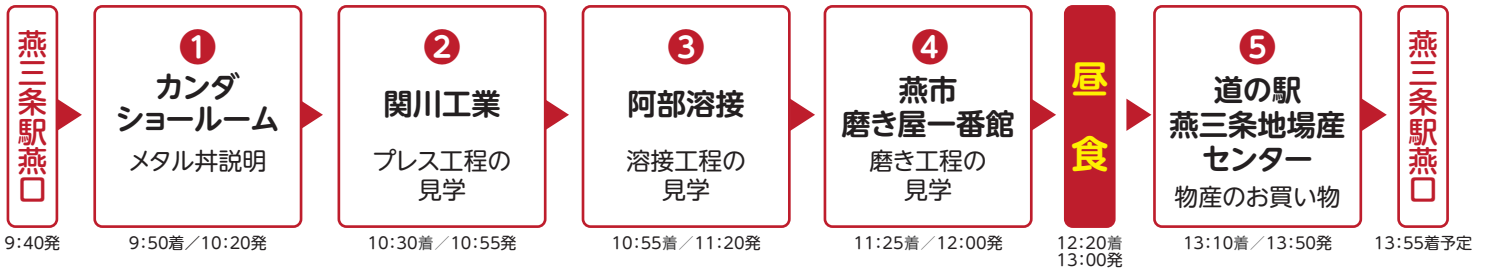 燕三条駅燕口
9:40発
❶
カンダ
ショールーム
メタル丼説明
9:50着／10:20発
❷
関川工業
プレス工程の
見学
10:30着／10:55発
❸
阿部溶接
溶接工程の
見学
10:55着／11:20発
❹
燕市
磨き屋一番館
磨き工程の
見学
11:25着／12:00発
昼食
12:20着
13:00発
❺
道の駅
燕三条地場産
センター
物産のお買い物
13:10着／13:50発
燕三条駅燕口
13:55着予定